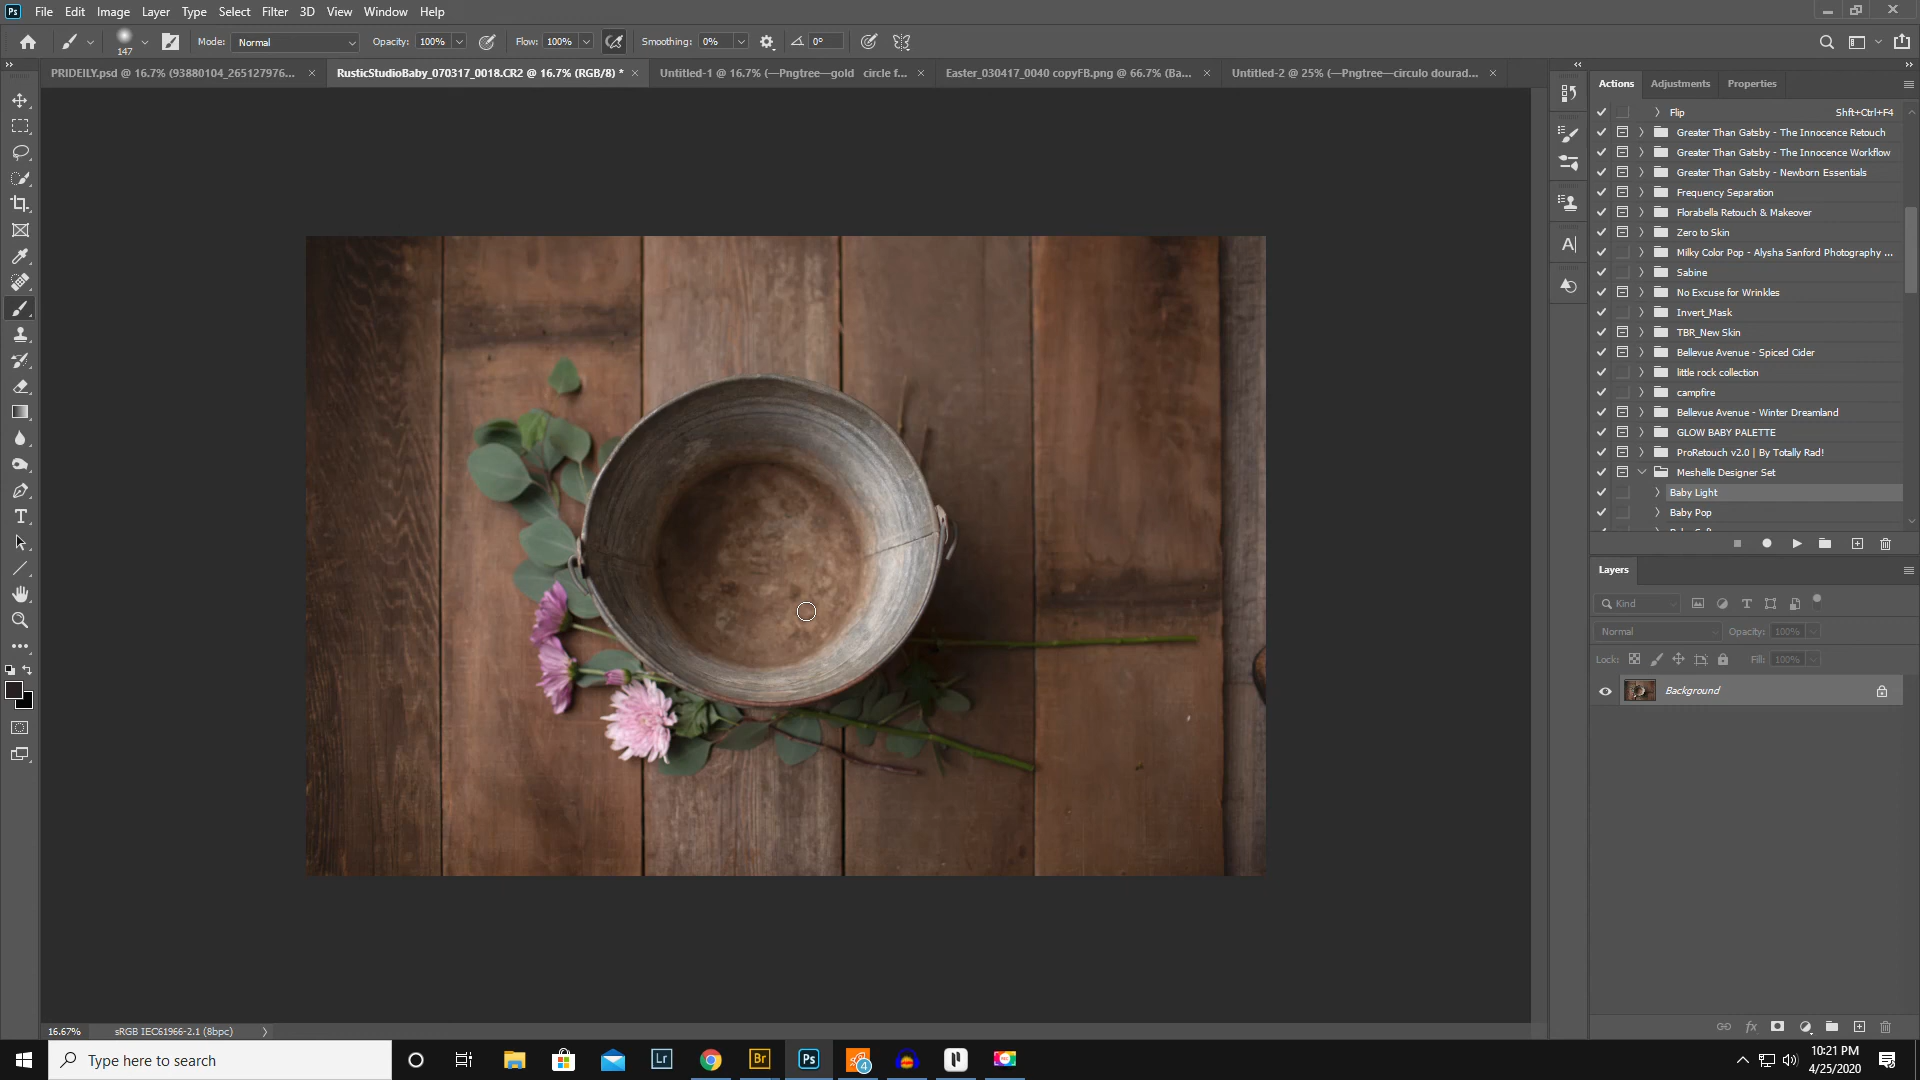 Ps File Edit Image Layer Type Select Filter 3D View Window Help
147 Mode: Normal Opacity: 100% Flow: 100% Smoothing: 0% 0°
PRIDEILY.psd @ 16.7% (93880104_265127976... × RusticStudioBaby_070317_0018.CR2 @ 16.7% (RGB/8) * × Untitled-1 @ 16.7% (—Pngtree—gold circle f... × Easter_030417_0040 copyFB.png @ 66.7% (Ba... × Untitled-2 @ 25% (—Pngtree—circulo dourad... ×
Actions Adjustments Properties
Flip Shft+Ctrl+F4
Greater Than Gatsby - The Innocence Retouch
Greater Than Gatsby - The Innocence Workflow
Greater Than Gatsby - Newborn Essentials
Frequency Separation
Florabella Retouch & Makeover
Zero to Skin
Milky Color Pop - Alysha Sanford Photography ...
Sabine
No Excuse for Wrinkles
Invert_Mask
TBR_New Skin
Bellevue Avenue - Spiced Cider
little rock collection
campfire
Bellevue Avenue - Winter Dreamland
GLOW BABY PALETTE
ProRetouch v2.0 | By Totally Rad!
Meshelle Designer Set
Baby Light
Baby Pop
Layers
Kind
Normal Opacity: 100%
Lock: Fill: 100%
Background
16.67% sRGB IEC61966-2.1 (8bpc)
Type here to search
Lr Br Ps 4
10:21 PM
4/25/2020